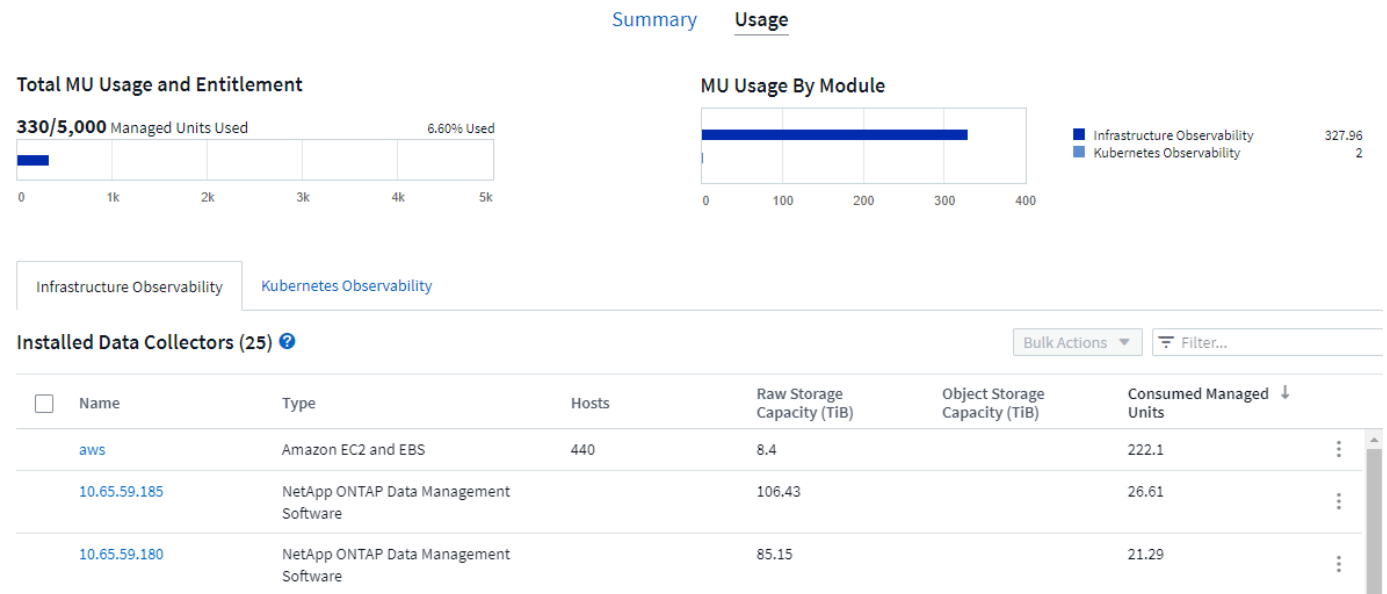 Summary Usage
Total MU Usage and Entitlement
330/5,000 Managed Units Used 6.60% Used
0 1k 2k 3k 4k 5k
MU Usage By Module
Infrastructure Observability 327.96
Kubernetes Observability 2
0 100 200 300 400
Infrastructure Observability Kubernetes Observability
Installed Data Collectors (25) ? Bulk Actions Filter...
Name Type Hosts Raw Storage Capacity (TiB) Object Storage Capacity (TiB) Consumed Managed Units
aws Amazon EC2 and EBS 440 8.4 222.1
10.65.59.185 NetApp ONTAP Data Management Software 106.43 26.61
10.65.59.180 NetApp ONTAP Data Management Software 85.15 21.29